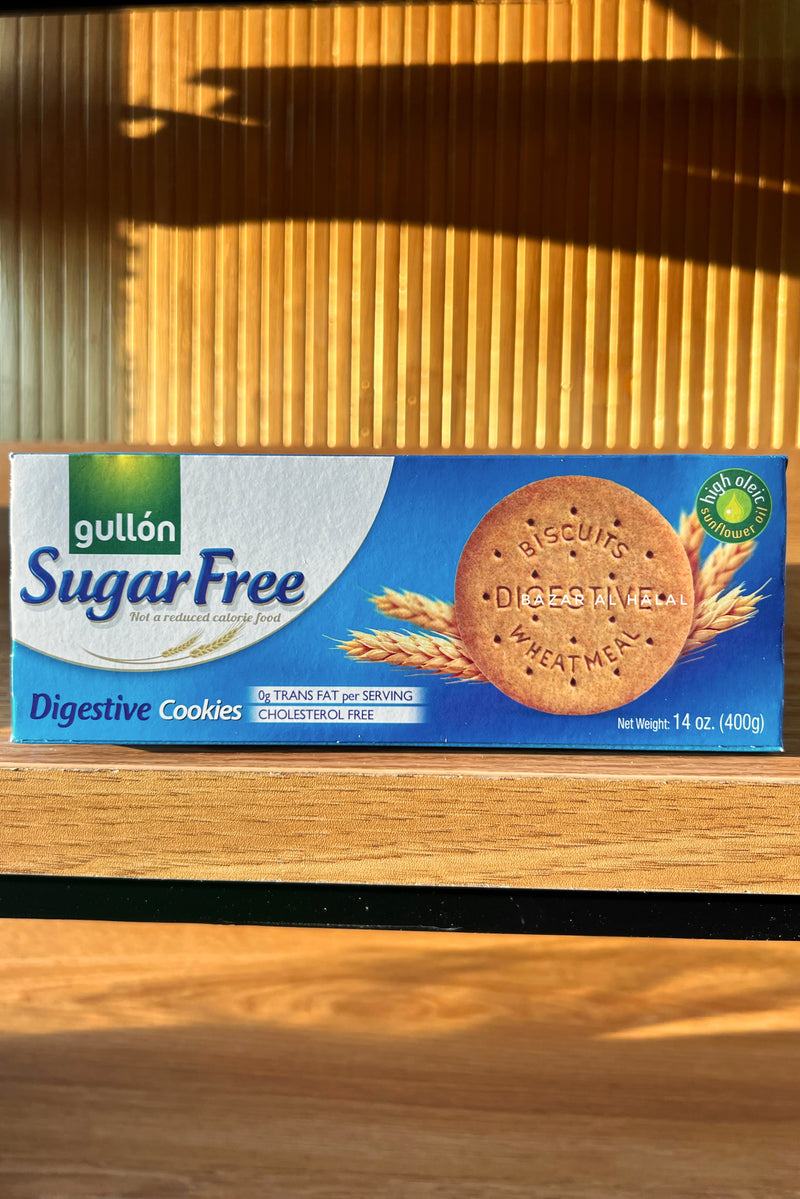 gullón
Sugar Free
Not a reduced calorie food
Digestive Cookies
0g TRANS FAT per SERVING
CHOLESTEROL FREE
BISCUITS
DIGESTIVE
BAZAR AL HALAL
WHEATMEAL
high oleic
sunflower oil
Net Weight: 14 oz. (400g)